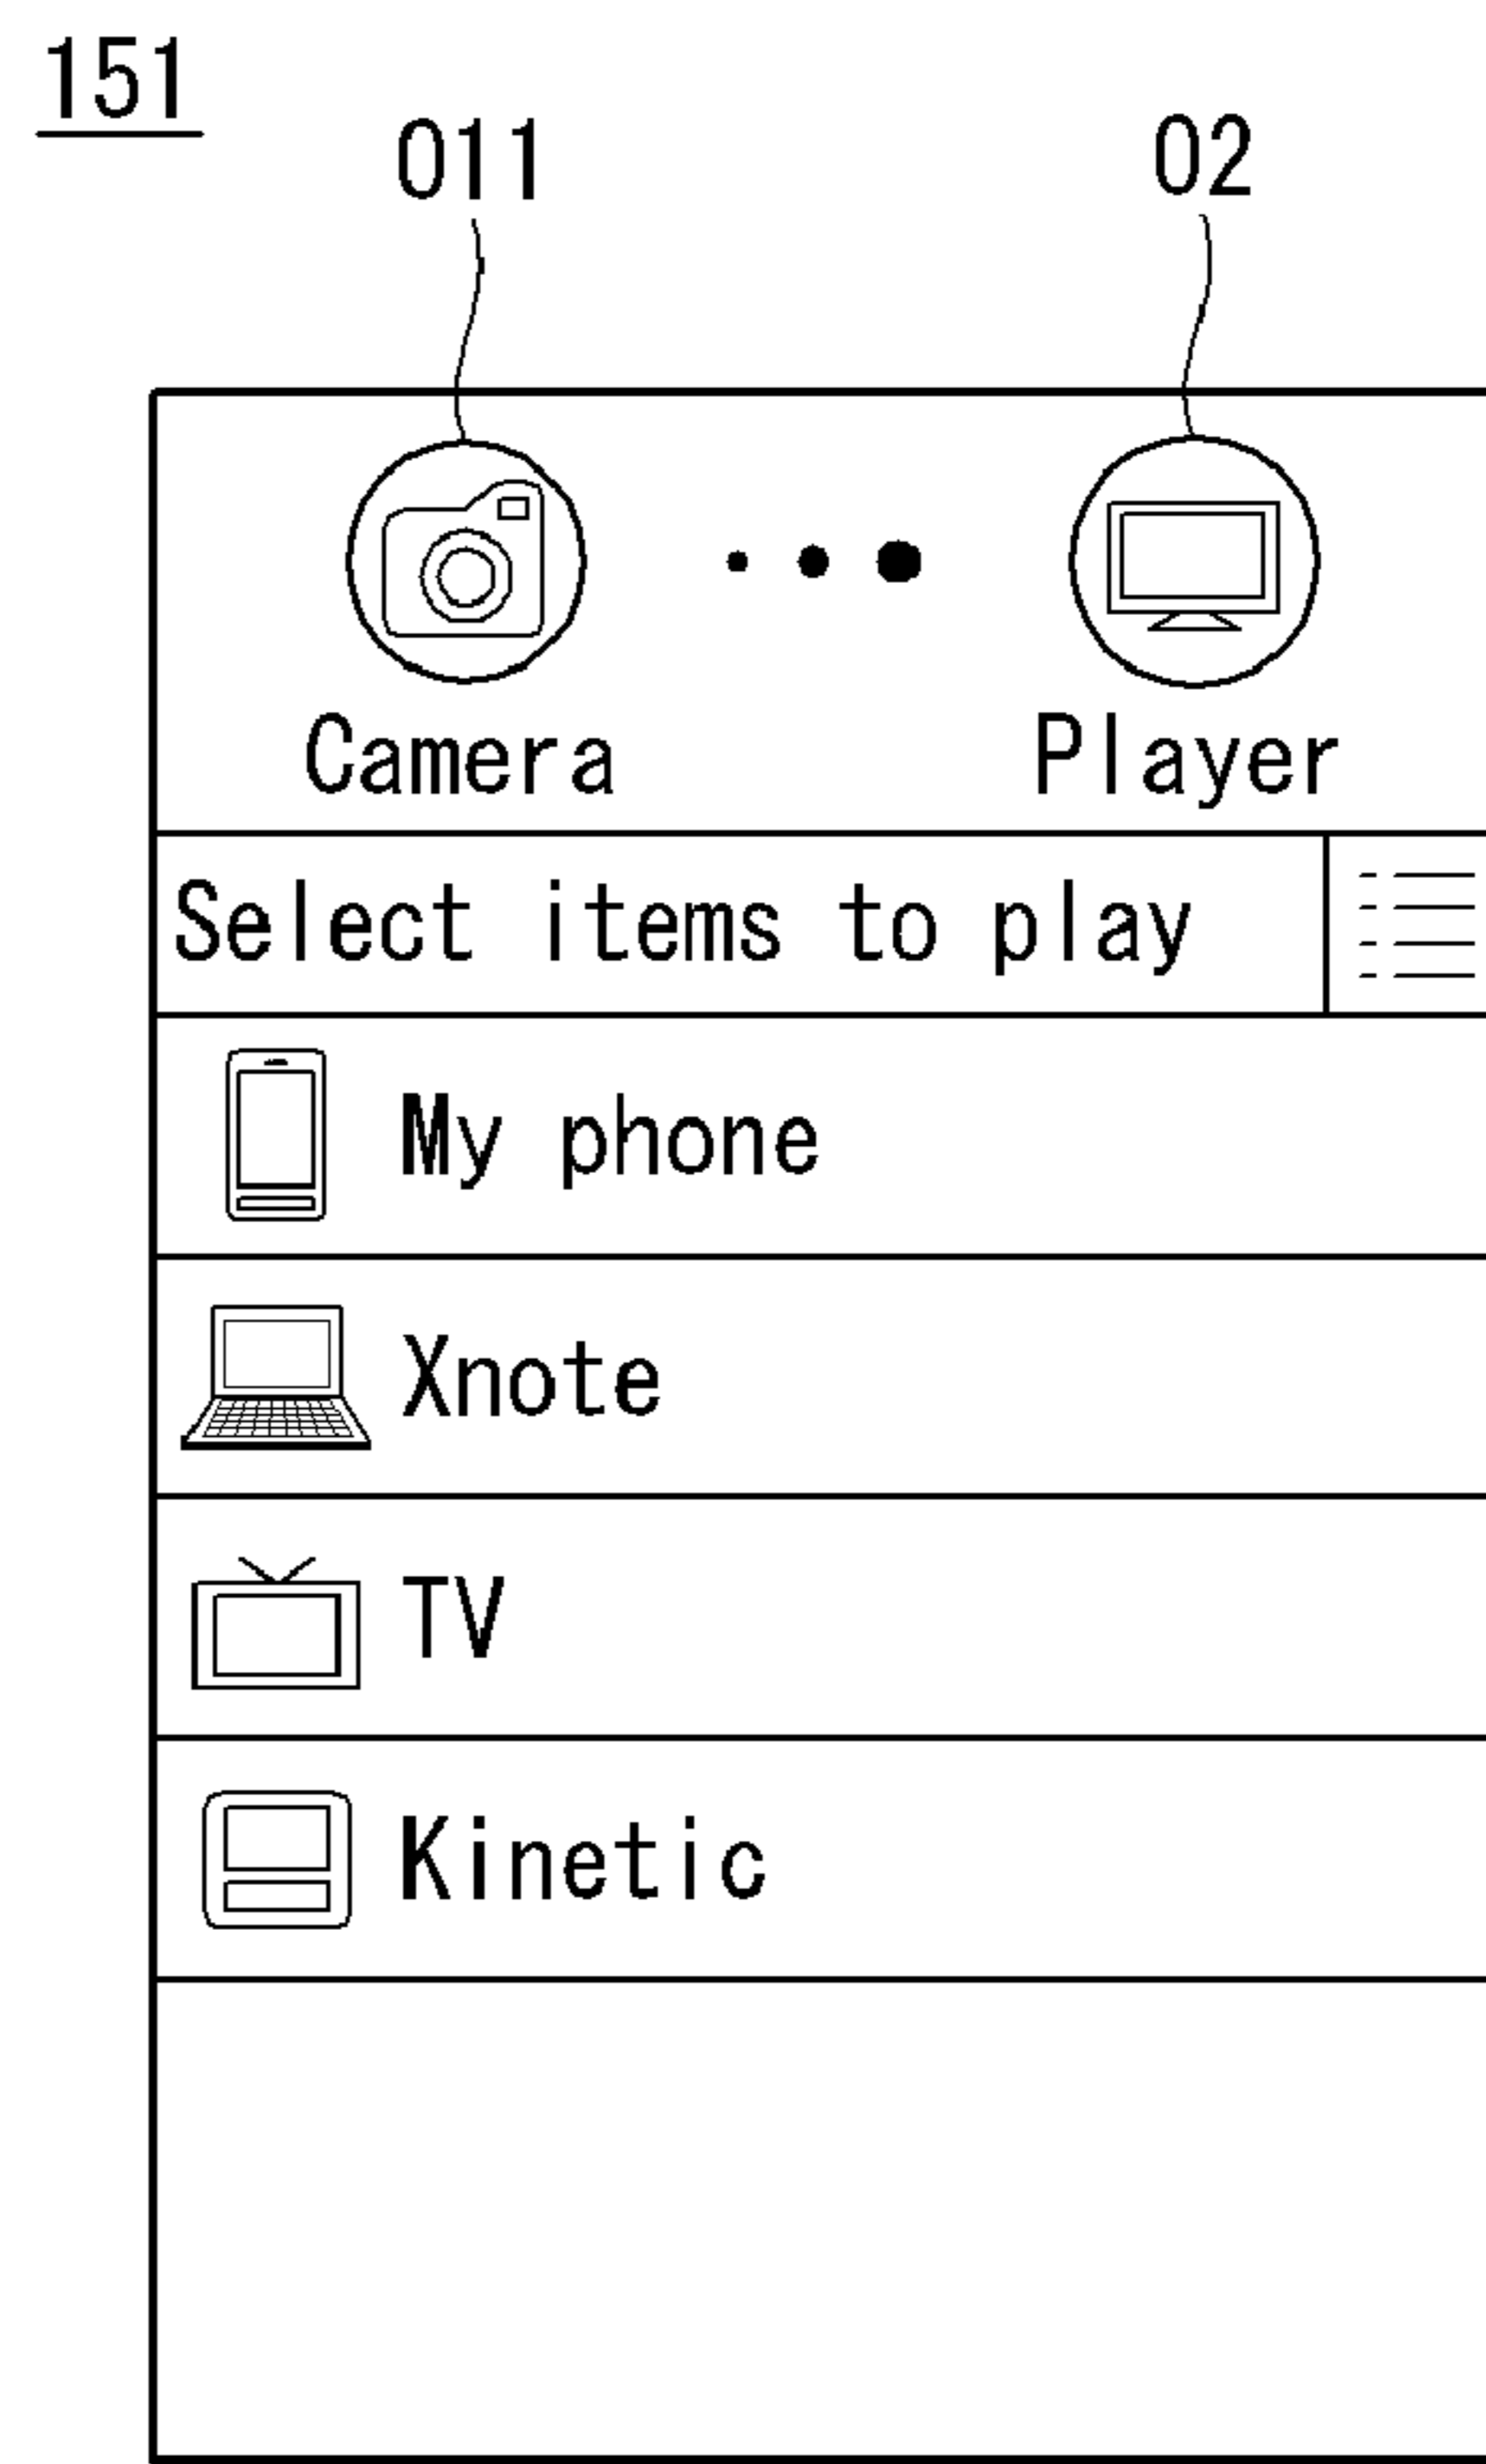 151
011 02
Camera Player
Select items to play
My phone
Xnote
TV
Kinetic